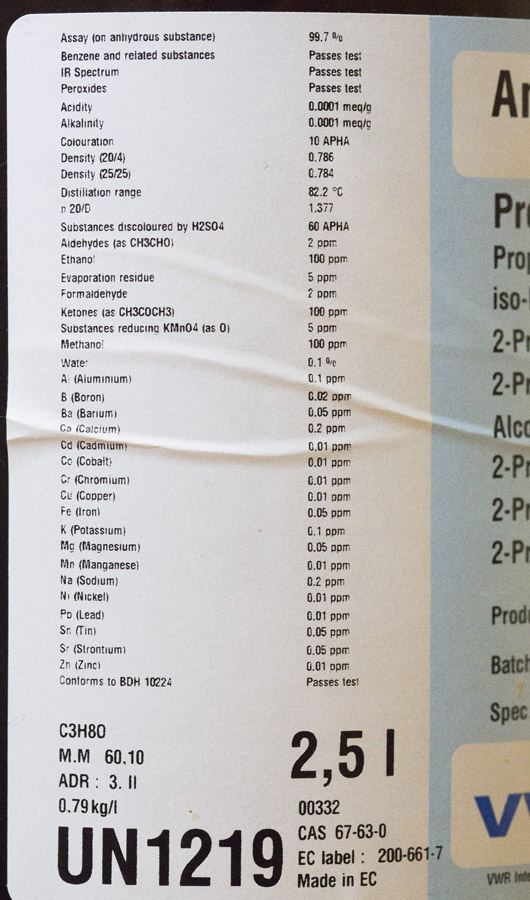 Assay (on anhydrous substance) 99.7 %
Benzene and related substances Passes test
IR Spectrum Passes test
Peroxides Passes test
Acidity 0.0001 meq/g
Alkalinity 0.0001 meq/g
Colouration 10 APHA
Density (20/4) 0.786
Density (25/25) 0.784
Distillation range 82.2 °C
n 20/D 1.377
Substances discoloured by H2SO4 60 APHA
Aldehydes (as CH3CHO) 2 ppm
Ethanol 100 ppm
Evaporation residue 5 ppm
Formaldehyde 2 ppm
Ketones (as CH3COCH3) 100 ppm
Substances reducing KMnO4 (as O) 5 ppm
Methanol 100 ppm
Water 0.1 %
Al (Aluminium) 0.1 ppm
B (Boron) 0.02 ppm
Ba (Barium) 0.05 ppm
Ca (Calcium) 0.2 ppm
Cd (Cadmium) 0.01 ppm
Co (Cobalt) 0.01 ppm
Cr (Chromium) 0.01 ppm
Cu (Copper) 0.01 ppm
Fe (Iron) 0.05 ppm
K (Potassium) 0.1 ppm
Mg (Magnesium) 0.05 ppm
Mn (Manganese) 0.01 ppm
Na (Sodium) 0.2 ppm
Ni (Nickel) 0.01 ppm
Pb (Lead) 0.01 ppm
Sn (Tin) 0.05 ppm
Sr (Strontium) 0.05 ppm
Zn (Zinc) 0.01 ppm
Conforms to BDH 10224 Passes test
C3H8O
M.M 60.10
ADR : 3. II
0.79 kg/l
UN1219
2,5 l
00332
CAS 67-63-0
EC label : 200-661-7
Made in EC
iso-
2-Pr
2-Pr
Alco
2-Pr
2-Pr
2-Pr
Produ
Batch
Spec.
VWR Inte